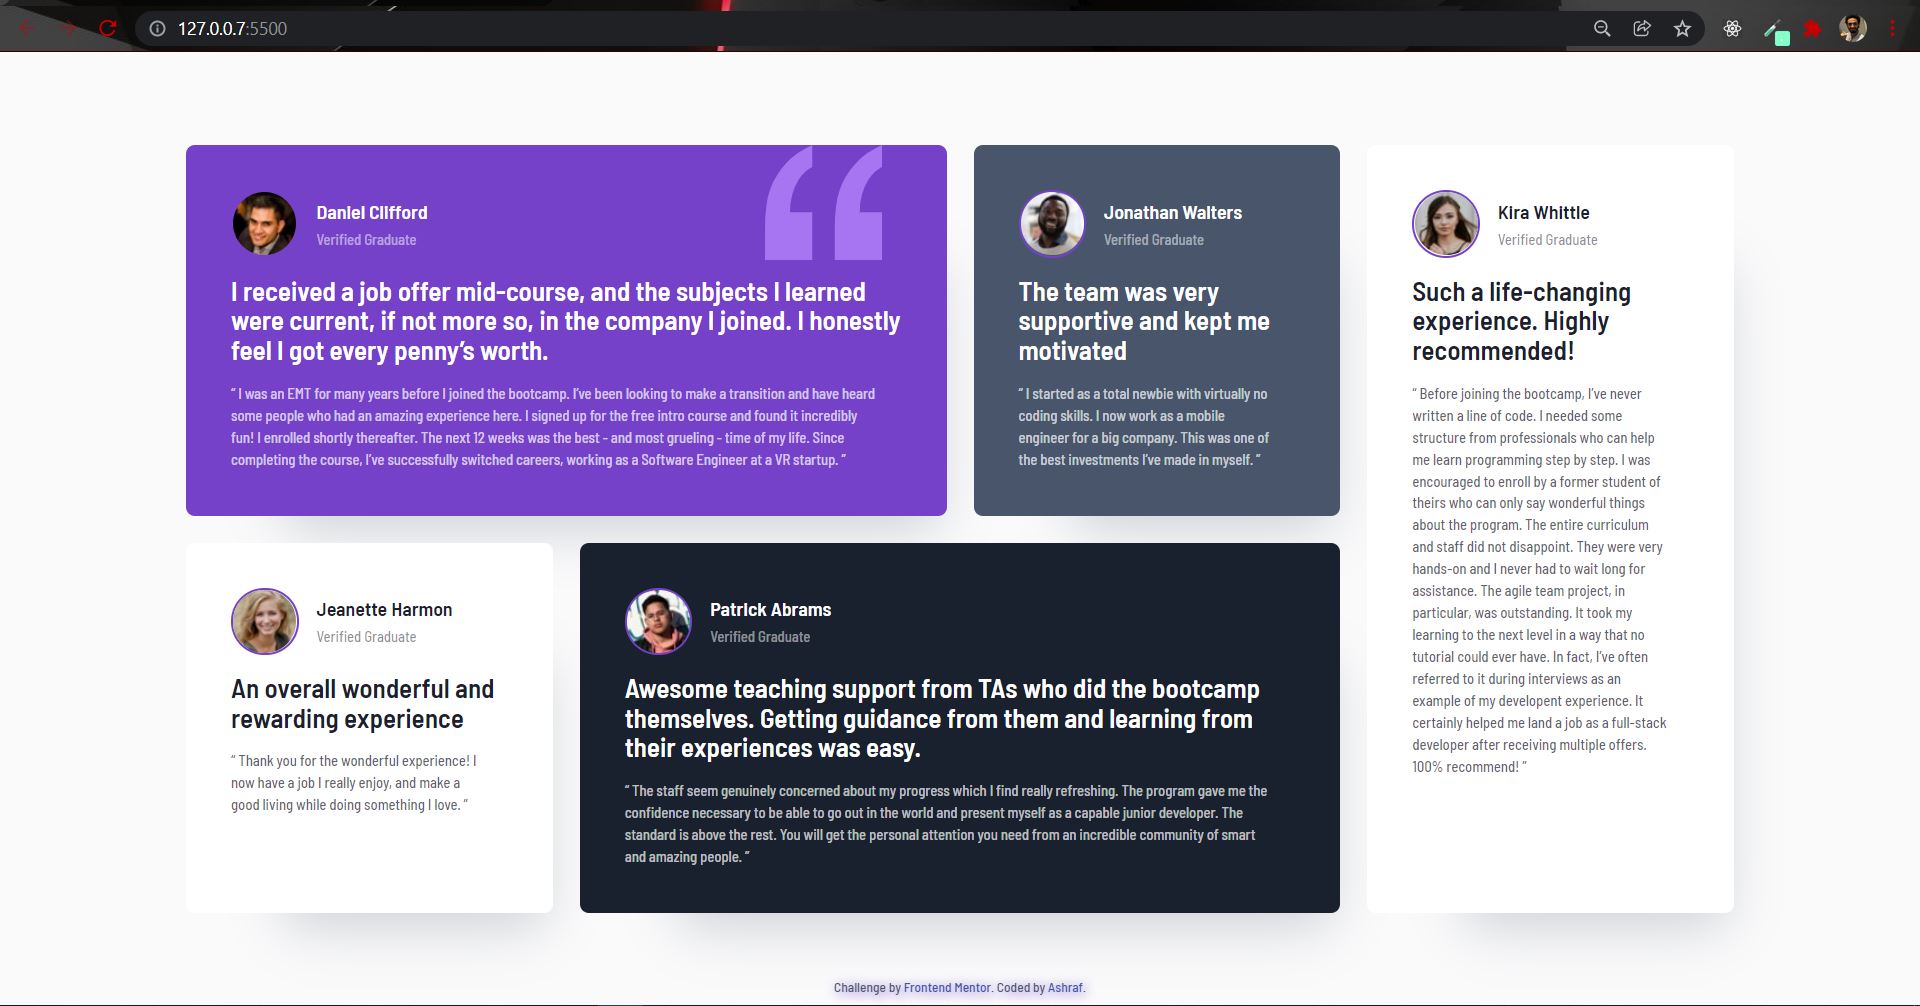 127.0.0.7:5500
Daniel Clifford
Verified Graduate
I received a job offer mid-course, and the subjects I learned
were current, if not more so, in the company I joined. I honestly
feel I got every penny’s worth.
“ I was an EMT for many years before I joined the bootcamp. I’ve been looking to make a transition and have heard
some people who had an amazing experience here. I signed up for the free intro course and found it incredibly
fun! I enrolled shortly thereafter. The next 12 weeks was the best - and most grueling - time of my life. Since
completing the course, I’ve successfully switched careers, working as a Software Engineer at a VR startup. ”
Jonathan Walters
Verified Graduate
The team was very
supportive and kept me
motivated
“ I started as a total newbie with virtually no
coding skills. I now work as a mobile
engineer for a big company. This was one of
the best investments I’ve made in myself. ”
Kira Whittle
Verified Graduate
Such a life-changing
experience. Highly
recommended!
“ Before joining the bootcamp, I’ve never
written a line of code. I needed some
structure from professionals who can help
me learn programming step by step. I was
encouraged to enroll by a former student of
theirs who can only say wonderful things
about the program. The entire curriculum
and staff did not disappoint. They were very
hands-on and I never had to wait long for
assistance. The agile team project, in
particular, was outstanding. It took my
learning to the next level in a way that no
tutorial could ever have. In fact, I’ve often
referred to it during interviews as an
example of my developent experience. It
certainly helped me land a job as a full-stack
developer after receiving multiple offers.
100% recommend! ”
Jeanette Harmon
Verified Graduate
An overall wonderful and
rewarding experience
“ Thank you for the wonderful experience! I
now have a job I really enjoy, and make a
good living while doing something I love. ”
Patrick Abrams
Verified Graduate
Awesome teaching support from TAs who did the bootcamp
themselves. Getting guidance from them and learning from
their experiences was easy.
“ The staff seem genuinely concerned about my progress which I find really refreshing. The program gave me the
confidence necessary to be able to go out in the world and present myself as a capable junior developer. The
standard is above the rest. You will get the personal attention you need from an incredible community of smart
and amazing people. ”
Challenge by Frontend Mentor. Coded by Ashraf.